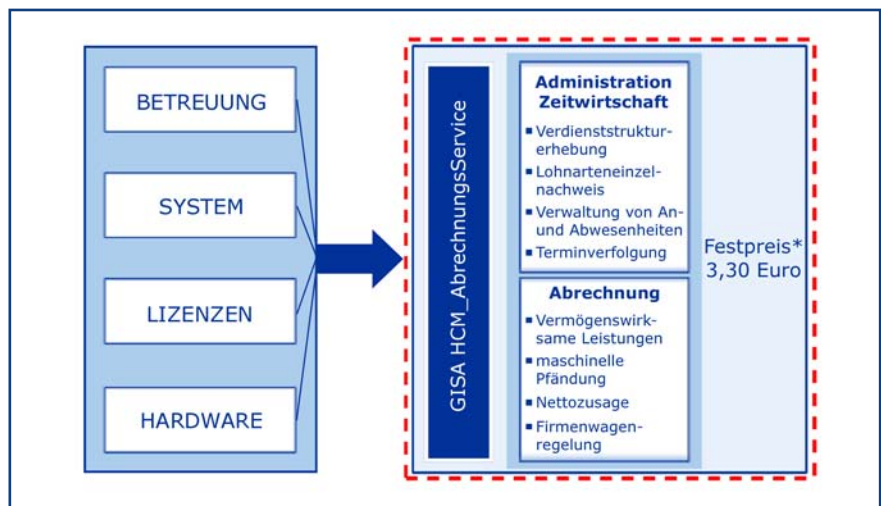 BETREUUNG
SYSTEM
LIZENZEN
HARDWARE
GISA HCM_AbrechnungsService
Administration
Zeitwirtschaft
▪ Verdienststruktur-
erhebung
▪ Lohnarteneinzel-
nachweis
▪ Verwaltung von An-
und Abwesenheiten
▪ Terminverfolgung
Abrechnung
▪ Vermögenswirk-
same Leistungen
▪ maschinelle
Pfändung
▪ Nettozusage
▪ Firmenwagen-
regelung
Festpreis*
3,30 Euro